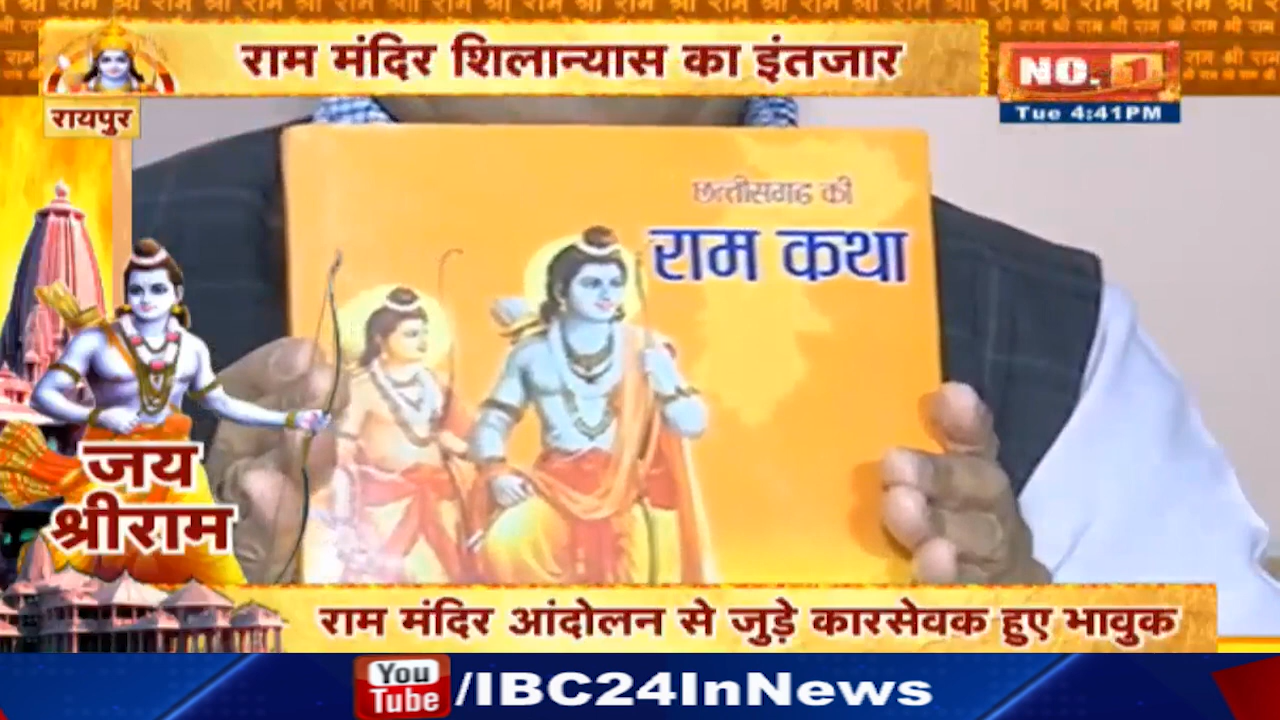 राम मंदिर शिलान्यास का इंतजार
NO. 1
Tue 4:41PM
रायपुर
छत्तीसगढ की
राम कथा
जय
श्रीराम
राम मंदिर आंदोलन से जुड़े कारसेवक हुए भावुक
You
Tube
/IBC24InNews